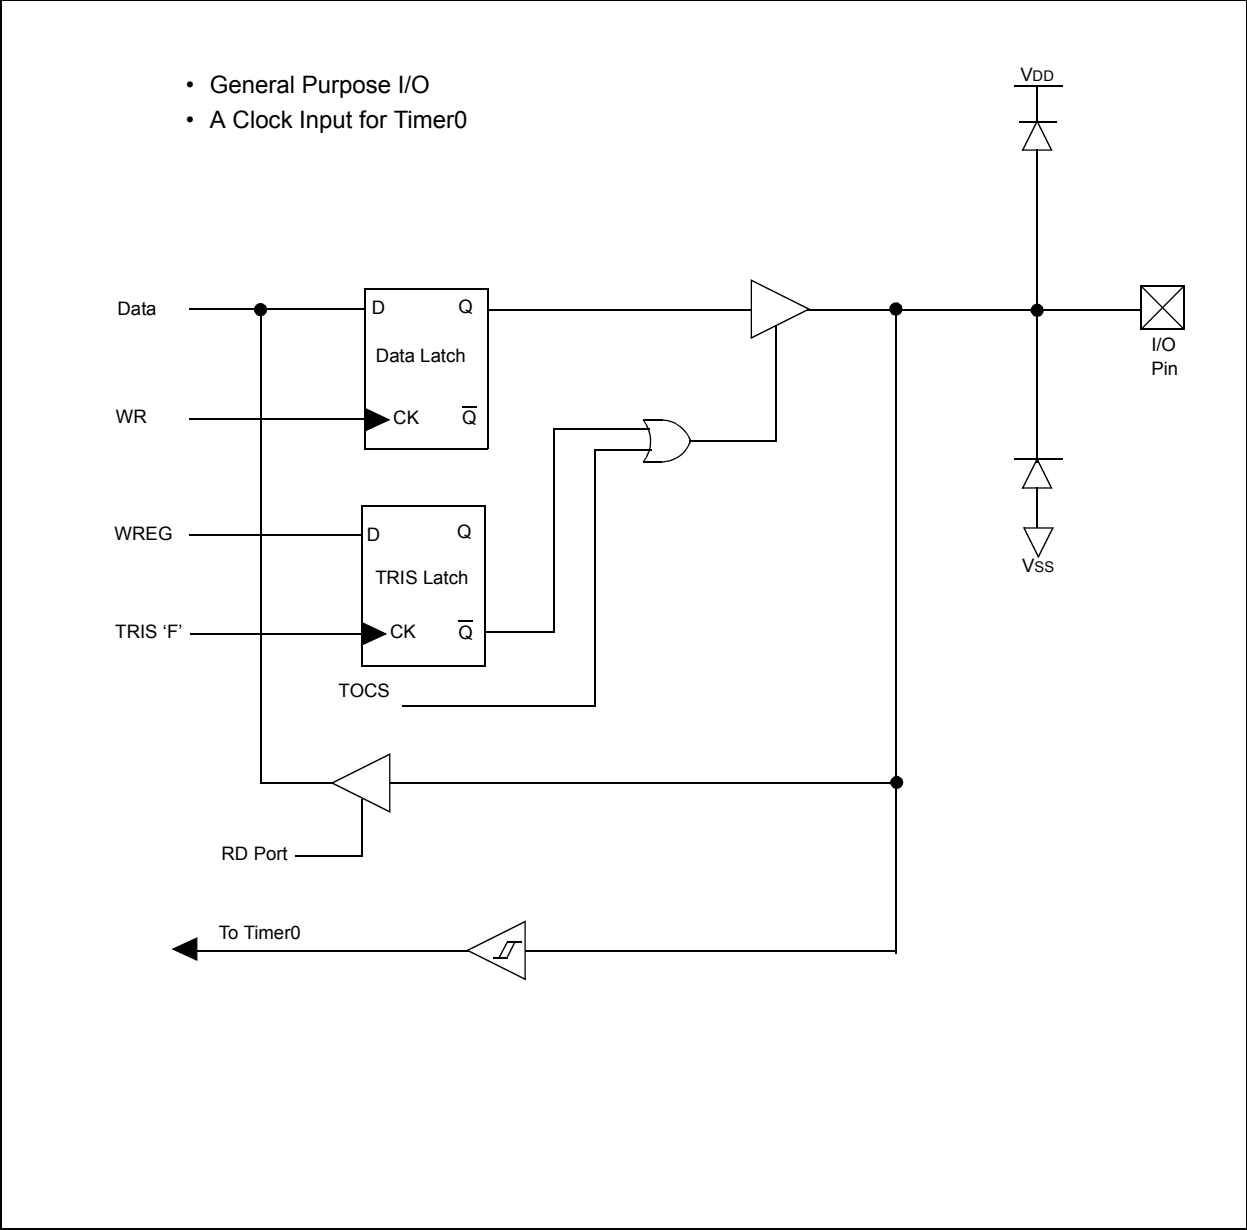 • General Purpose I/O
• A Clock Input for Timer0
VDD
Data
D
Q
Data Latch
WR
CK
Q̅
I/O
Pin
WREG
D
Q
TRIS Latch
TRIS ‘F’
CK
Q̅
VSS
TOCS
RD Port
To Timer0